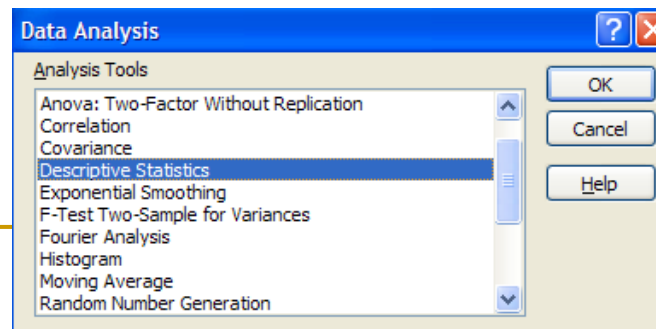 Data Analysis
Analysis Tools
Anova: Two-Factor Without Replication
Correlation
Covariance
Descriptive Statistics
Exponential Smoothing
F-Test Two-Sample for Variances
Fourier Analysis
Histogram
Moving Average
Random Number Generation
OK
Cancel
Help